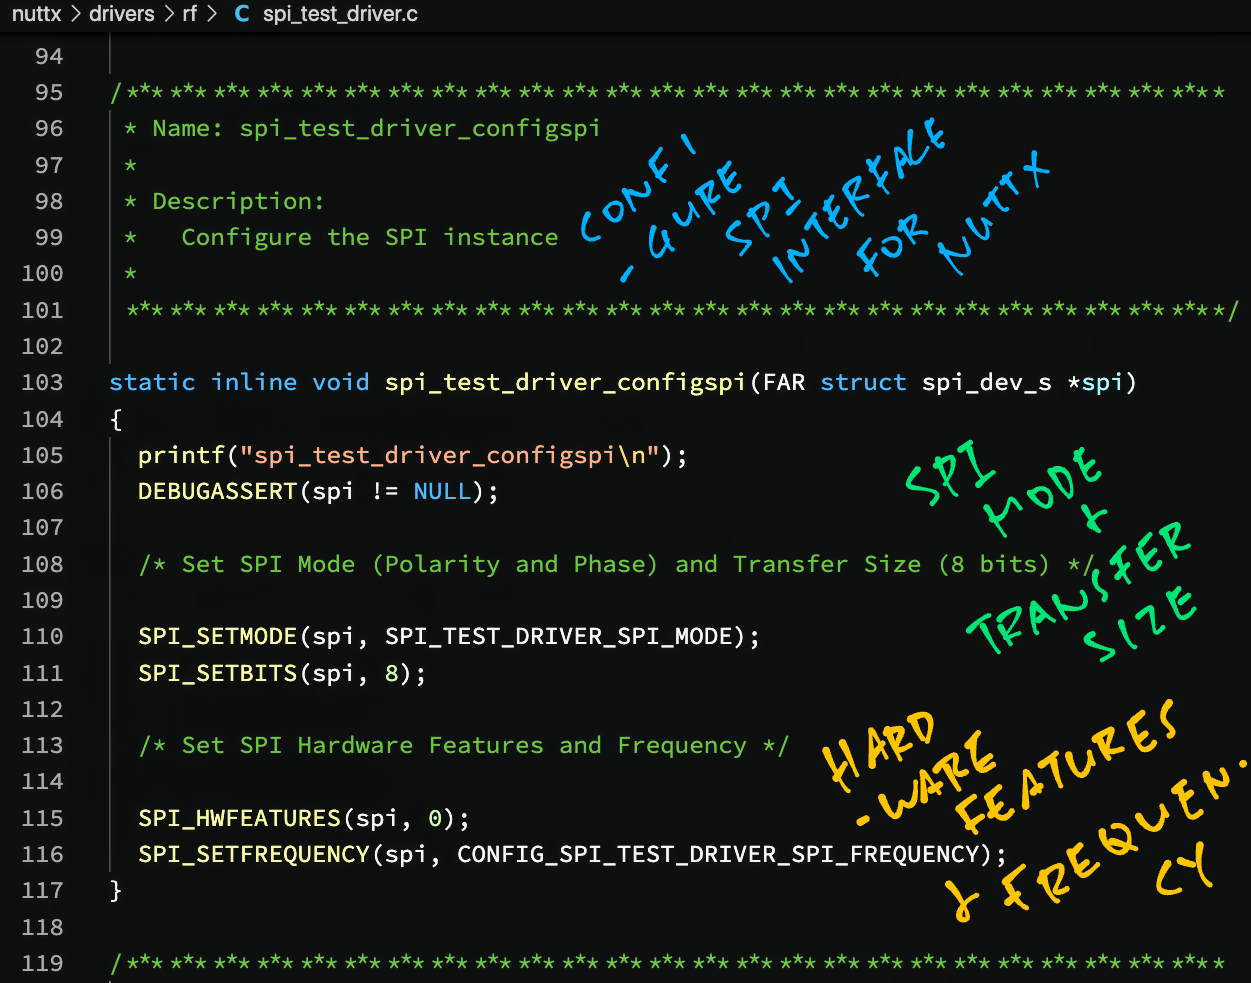 nuttx > drivers > rf > C spi_test_driver.c
94
95 /****************************************************************************
96  * Name: spi_test_driver_configspi
97  *
98  * Description:
99  *   Configure the SPI instance
100  *
101  ****************************************************************************/
102
103 static inline void spi_test_driver_configspi(FAR struct spi_dev_s *spi)
104 {
105   printf("spi_test_driver_configspi\n");
106   DEBUGASSERT(spi != NULL);
107
108   /* Set SPI Mode (Polarity and Phase) and Transfer Size (8 bits) */
109
110   SPI_SETMODE(spi, SPI_TEST_DRIVER_SPI_MODE);
111   SPI_SETBITS(spi, 8);
112
113   /* Set SPI Hardware Features and Frequency */
114
115   SPI_HWFEATURES(spi, 0);
116   SPI_SETFREQUENCY(spi, CONFIG_SPI_TEST_DRIVER_SPI_FREQUENCY);
117 }
118
119 /****************************************************************************
CONFI
-GURE
SPI
INTERFACE
FOR
NUTTX
SPI
MODE
&
TRANSFER
SIZE
HARD
-WARE
FEATURES
& FREQUEN-
CY